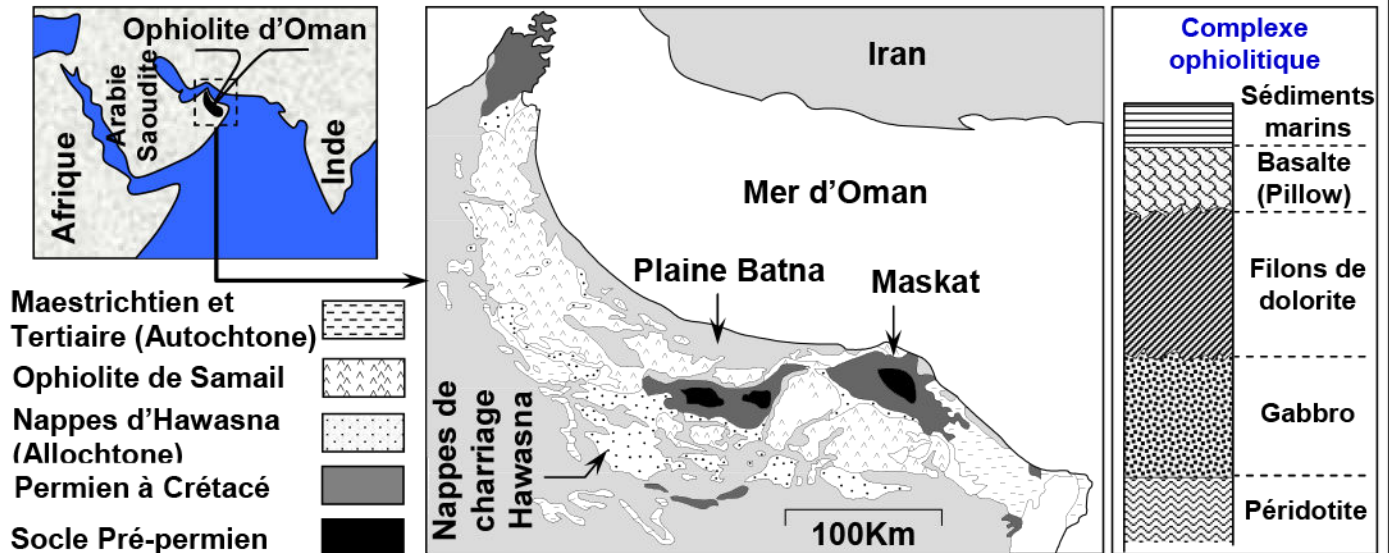 Ophiolite d'Oman
Arabie
Saoudite
Afrique
Inde
Maestrichtien et
Tertiaire (Autochtone)
Ophiolite de Samail
Nappes d'Hawasna
(Allochtone)
Permien à Crétacé
Socle Pré-permien
Iran
Mer d'Oman
Plaine Batna
Maskat
Nappes de
charriage
Hawasna
100Km
Complexe
ophiolitique
Sédiments
marins
Basalte
(Pillow)
Filons de
dolorite
Gabbro
Péridotite